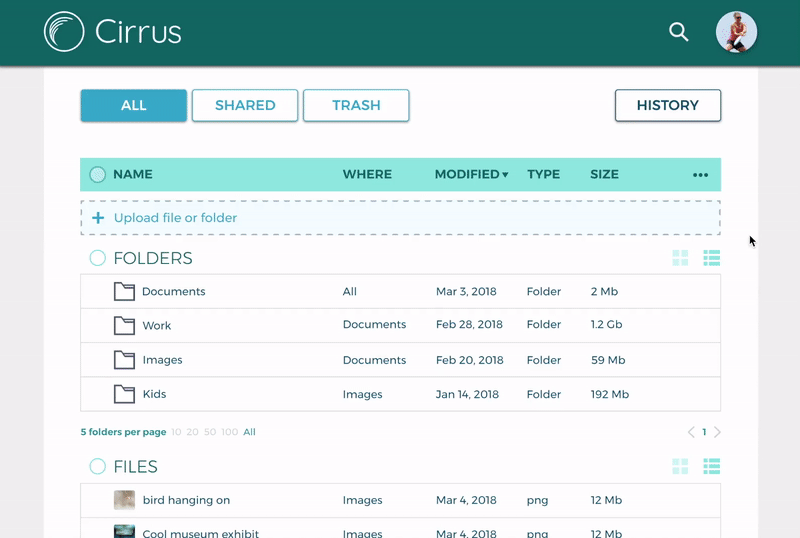 Cirrus
ALL SHARED TRASH HISTORY
NAME WHERE MODIFIED TYPE SIZE
Upload file or folder
FOLDERS
Documents All Mar 3, 2018 Folder 2 Mb
Work Documents Feb 28, 2018 Folder 1.2 Gb
Images Documents Feb 20, 2018 Folder 59 Mb
Kids Images Jan 14, 2018 Folder 192 Mb
5 folders per page 10 20 50 100 All 1
FILES
bird hanging on Images Mar 4, 2018 png 12 Mb
Cool museum exhibit Images Mar 4, 2018 png 12 Mb